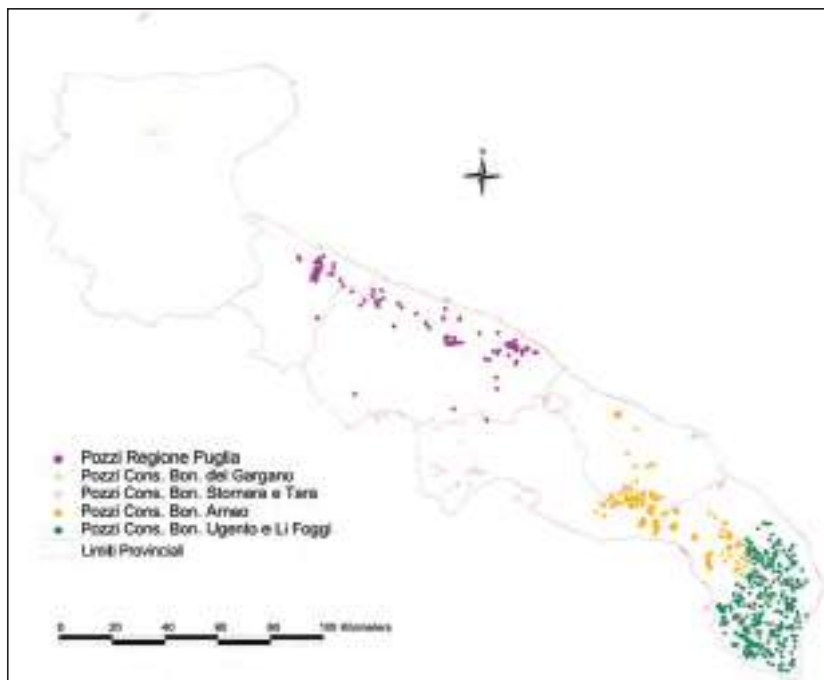 Pozzi Regione Puglia
Pozzi Cons. Bon. del Gargano
Pozzi Cons. Bon. Stornara e Tara
Pozzi Cons. Bon. Arneo
Pozzi Cons. Bon. Ugento e Li Foggi
Limiti Provinciali
0 20 40 60 80 100 Kilometers